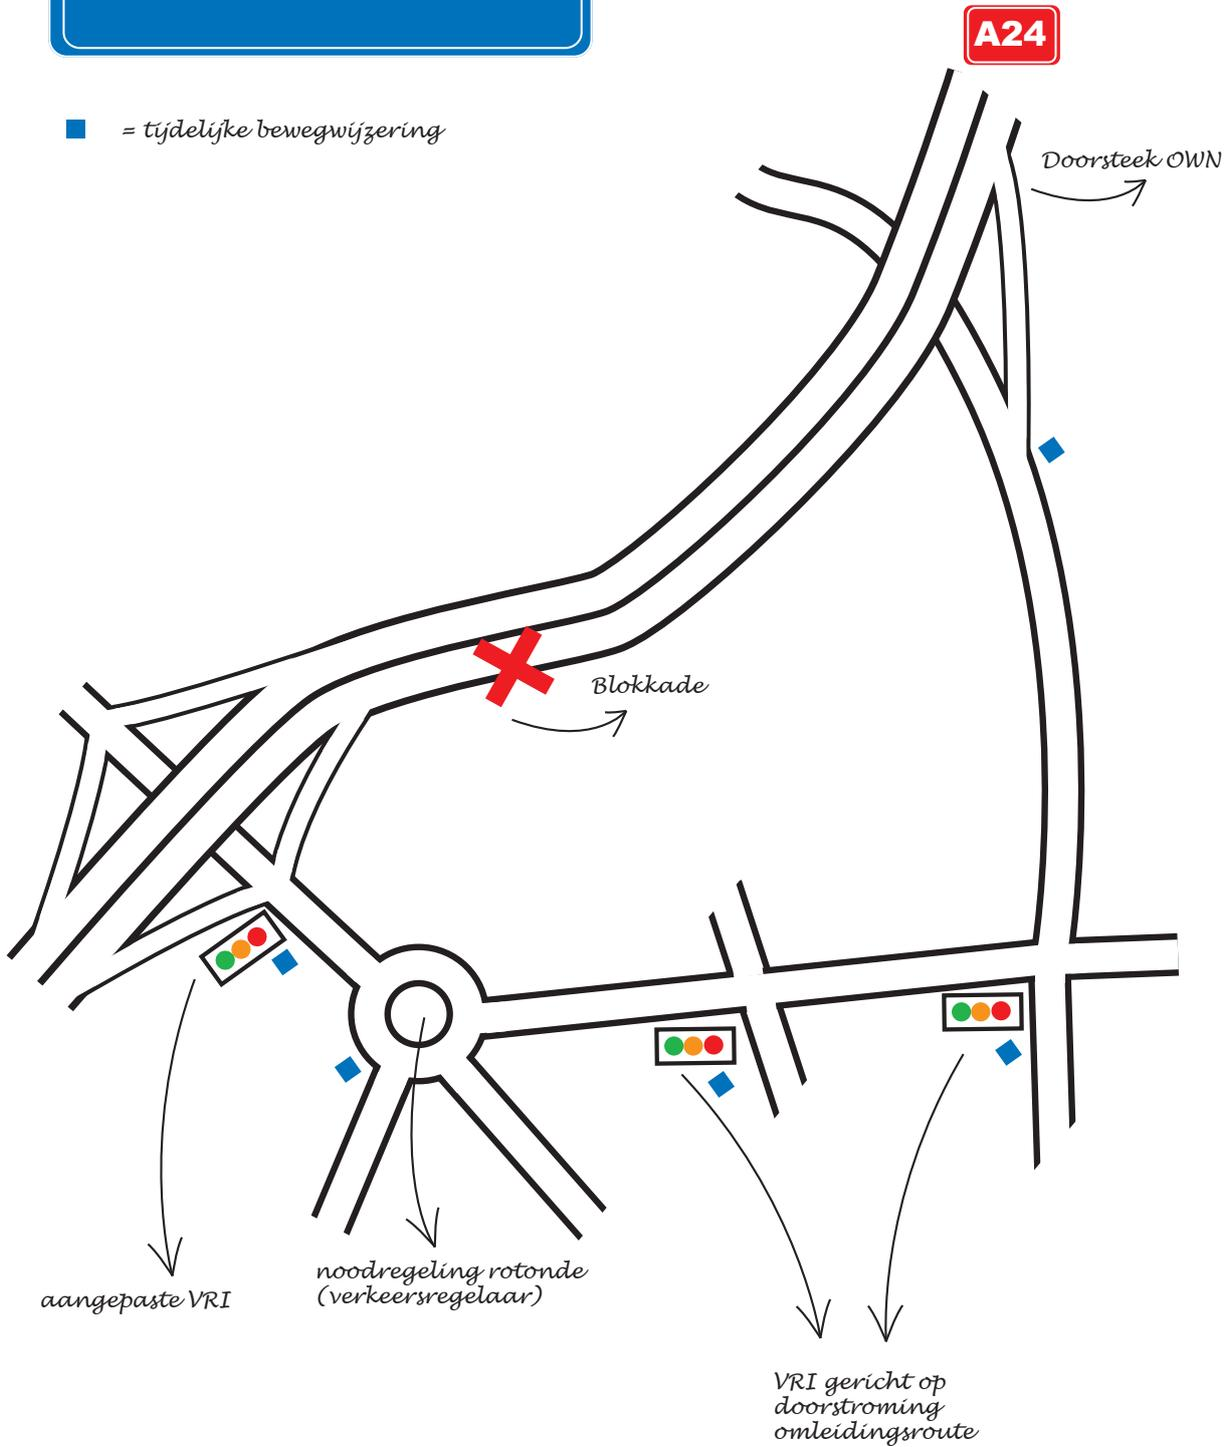 A24
= tijdelijke bewegwijzering
Doorsteek OWN
Blokkade
aangepaste VRI
noodregeling rotonde
(verkeersregelaar)
VRI gericht op
doorstroming
omleidingsroute